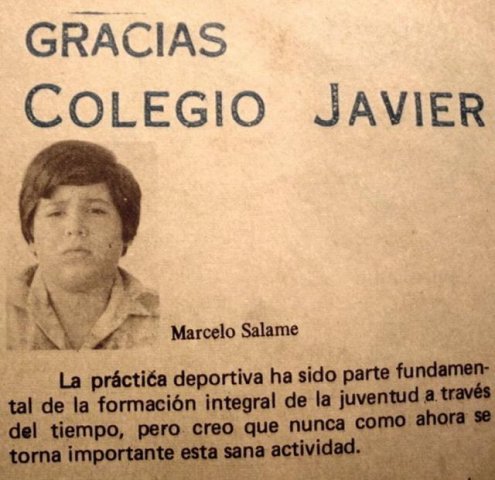 GRACIAS
COLEGIO JAVIER
Marcelo Salame
La práctica deportiva ha sido parte fundamen-
tal de la formación integral de la juventud a través
del tiempo, pero creo que nunca como ahora se
torna importante esta sana actividad.